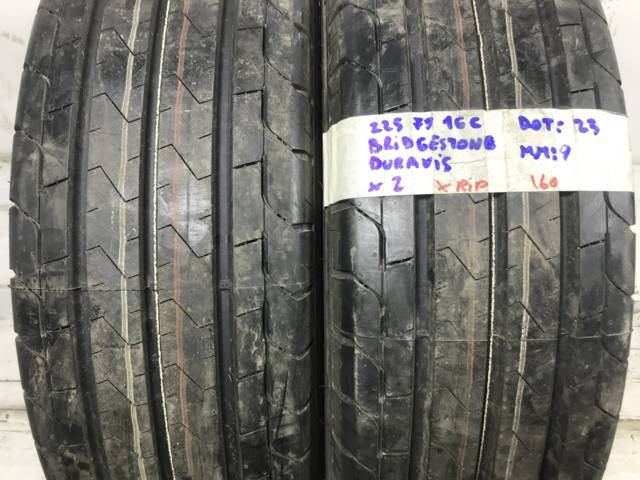 225 75 16C DOT: 23
BRIDGESTONE
DURAVIS MM: 9
x 2 x RIP 160